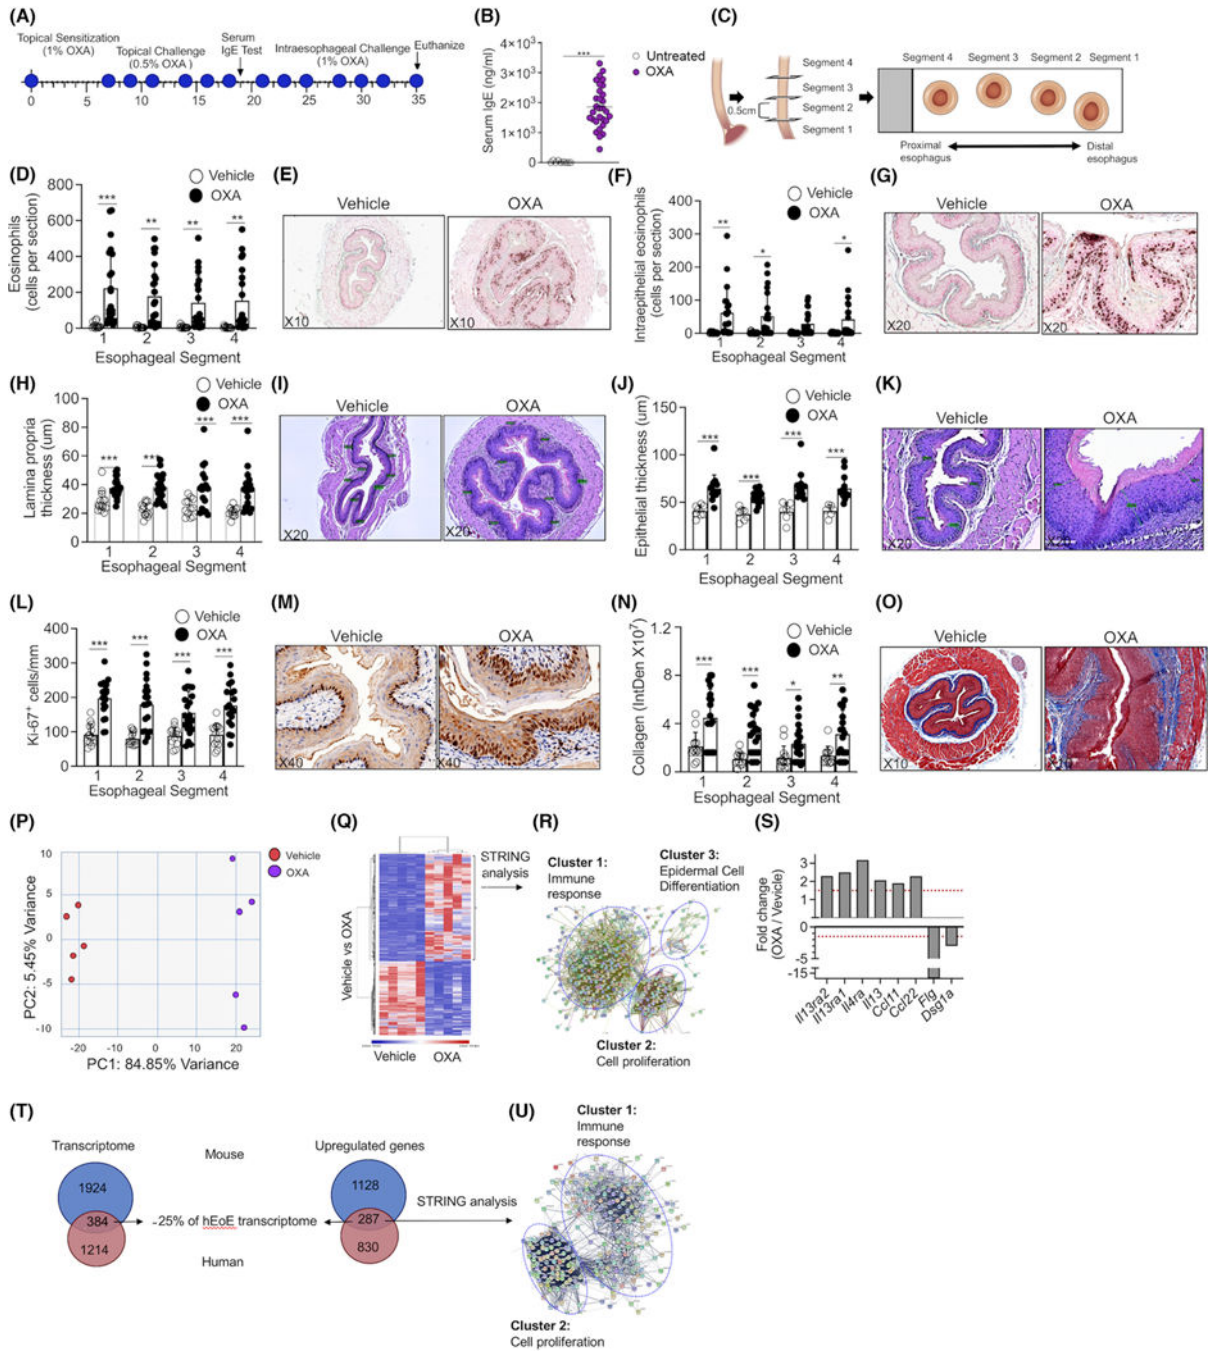 (A)
Topical Sensitization
(1% OXA)
Topical Challenge
(0.5% OXA )
Serum
IgE Test
Intraesophageal Challenge
(1% OXA)
Euthanize
0 5 10 15 20 25 30 35
(B)
Serum IgE (ng/ml)
4×10³
3×10³
2×10³
1×10³
0
***
Untreated
OXA
(C)
Segment 4
Segment 3
Segment 2
Segment 1
0.5cm
Segment 4 Segment 3 Segment 2 Segment 1
Proximal
esophagus
Distal
esophagus
(D)
Eosinophils
(cells per section)
800
600
400
200
0
*** ** ** **
Vehicle
OXA
1 2 3 4
Esophageal Segment
(E)
Vehicle OXA
X10 X10
(F)
Intraepithelial eosinophils
(cells per section)
400
300
200
100
0
** * *
Vehicle
OXA
1 2 3 4
Esophageal Segment
(G)
Vehicle OXA
X20 X20
(H)
Lamina propria
thickness (um)
100
80
60
40
20
0
*** *** *** ***
Vehicle
OXA
1 2 3 4
Esophageal Segment
(I)
Vehicle OXA
X20 X20
(J)
Epithelial thickness (um)
150
100
50
0
*** *** *** ***
Vehicle
OXA
1 2 3 4
Esophageal Segment
(K)
Vehicle OXA
X20 X20
(L)
Ki-67⁺ cells/mm
400
300
200
100
0
*** *** *** ***
Vehicle
OXA
1 2 3 4
Esophageal Segment
(M)
Vehicle OXA
X40 X40
(N)
Collagen (IntDen X10⁷)
1.2
8
4
0
*** *** * **
Vehicle
OXA
1 2 3 4
Esophageal Segment
(O)
Vehicle OXA
X10
(P)
PC2: 5.45% Variance
10
5
0
-5
-10
-20 -10 0 10 20
PC1: 84.85% Variance
Vehicle
OXA
(Q)
Vehicle vs OXA
Vehicle OXA
STRING
analysis
(R)
Cluster 1:
Immune
response
Cluster 3:
Epidermal Cell
Differentiation
Cluster 2:
Cell proliferation
(S)
Fold change
(OXA / Vevicle)
3
2
1
0
0
-5
-15
Il13ra2
Il13ra1
Il4ra
Il13
Ccl11
Ccl22
Flg
Dsg1a
(T)
Transcriptome
Mouse
Upregulated genes
1924
384
1214
~25% of hEoE transcriptome
Human
1128
287
830
STRING analysis
(U)
Cluster 1:
Immune
response
Cluster 2:
Cell proliferation